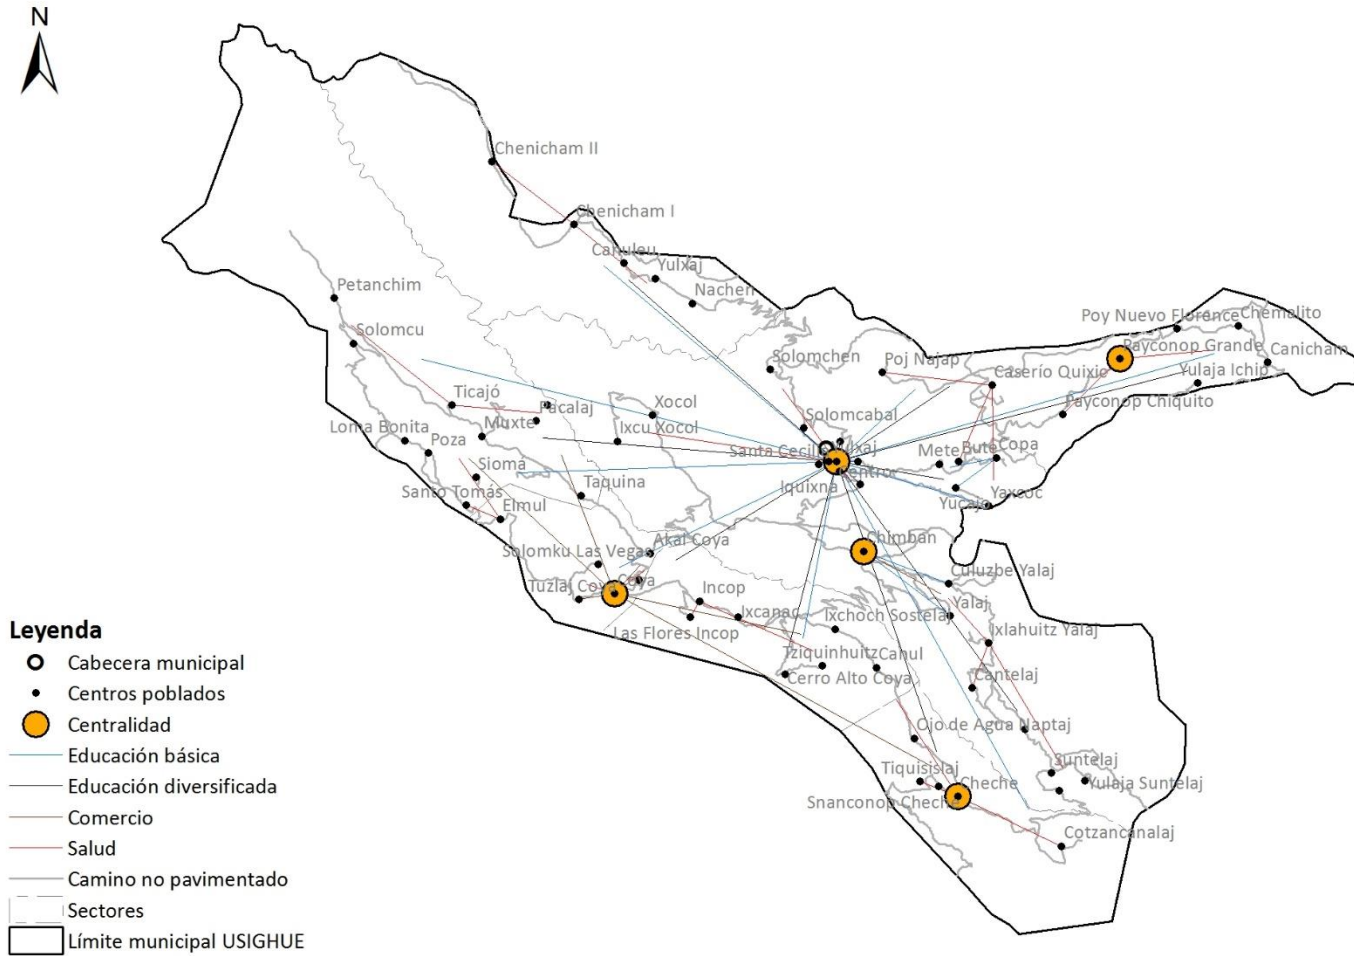 N
Chenicham II
Chenicham I
Canuleu
Yulxaj
Nachen
Petanchim
Solomcu
Poy Nuevo Florence
Chemalito
Payconop Grande
Canicham
Solomchen
Poj Najap
Caserío Quixic
Yulaja Ichip
Payconop Chiquito
Ticajó
Pacalaj
Xocol
Loma Bonita
Muxte
Ixcu Xocol
Solomcabal
Poza
Santa Cecilia
Yulxaj
Mete
Bute
Copa
Sioma
Centro
Santo Tomás
Taquina
Iquixna
Yucajo
Yaxcoc
Elmul
Solomku Las Vegas
Akal Coya
Chimban
Tuzlaj Coya
Coya
Culuzbe Yalaj
Incop
Yalaj
Las Flores Incop
Ixcanac
Ixchoch Sostelaj
Ixlahuitz Yalaj
Tziquinhuitz
Canul
Cerro Alto Coya
Cantelaj
Ojo de Agua Naptaj
Suntelaj
Tiquisislaj
Cheche
Yulaja Suntelaj
Snanconop Cheche
Cotzancanalaj
Leyenda
Cabecera municipal
Centros poblados
Centralidad
Educación básica
Educación diversificada
Comercio
Salud
Camino no pavimentado
Sectores
Límite municipal USIGHUE